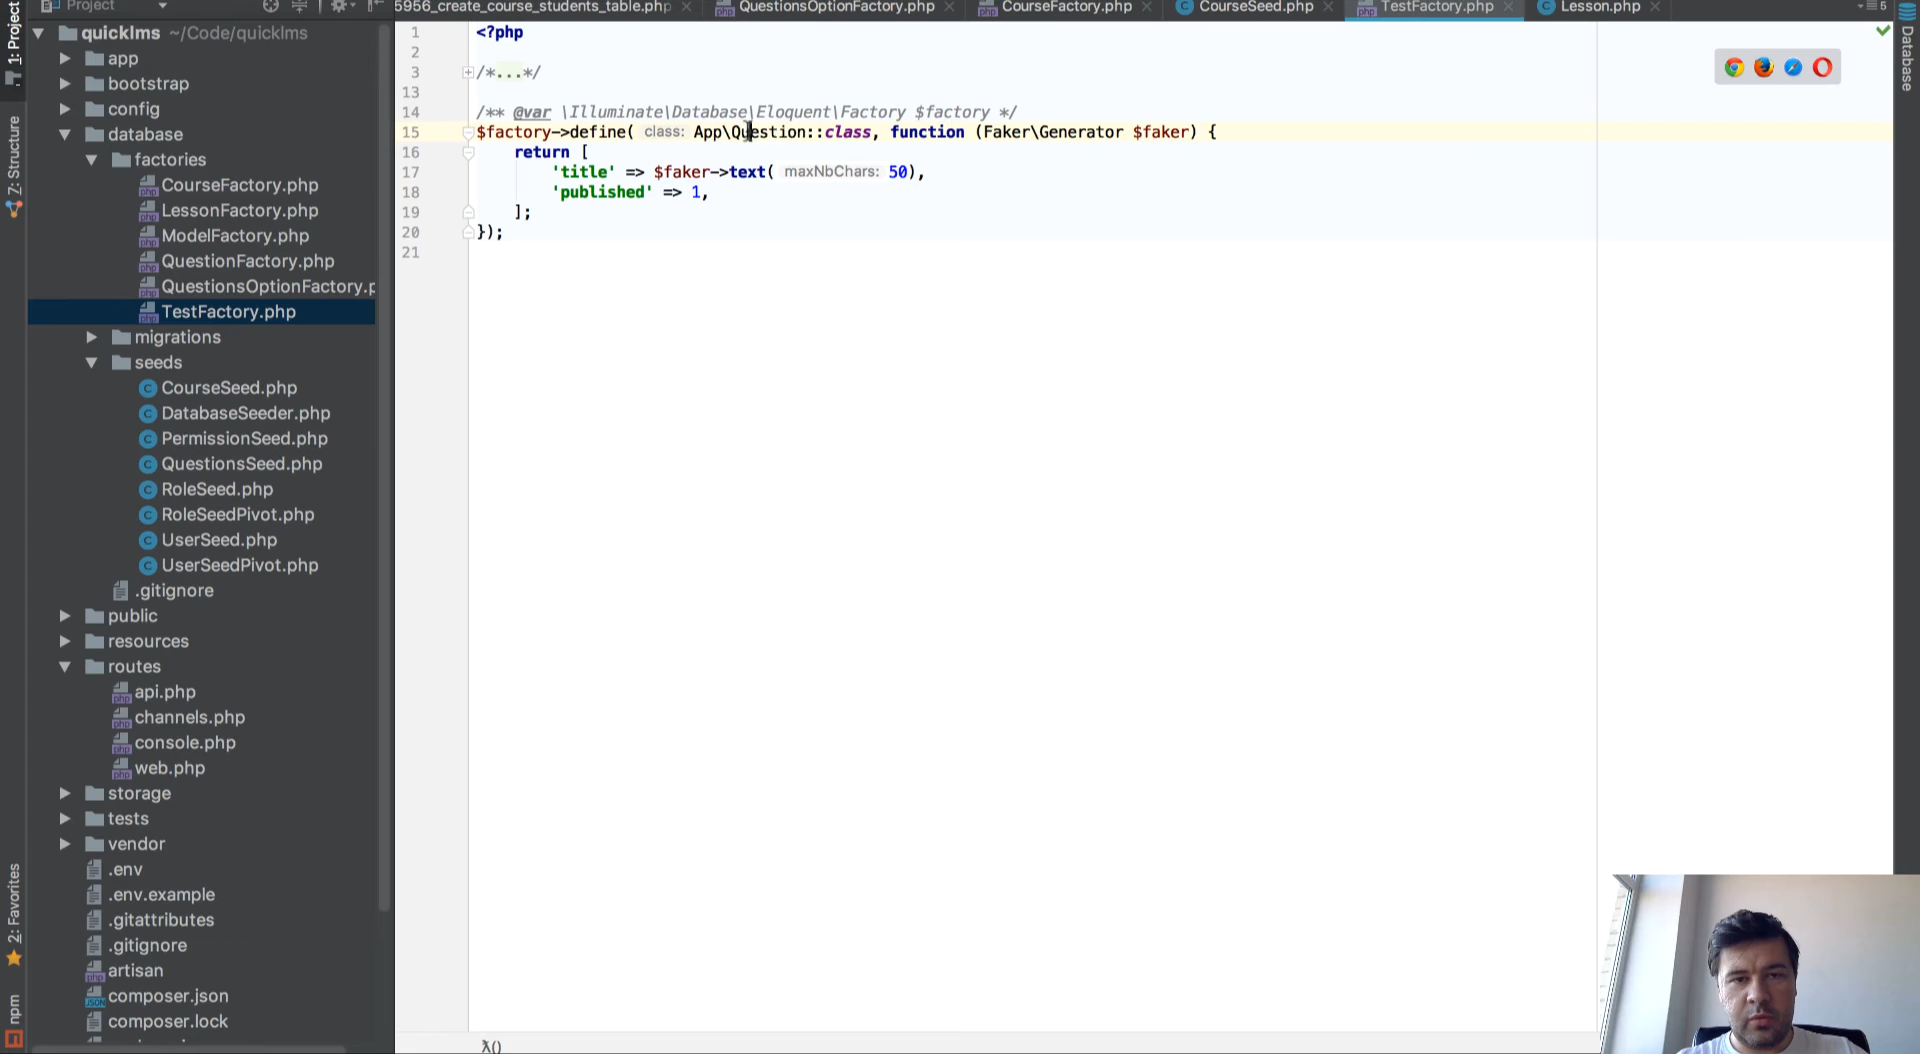 Project
5956_create_course_students_table.php
QuestionsOptionFactory.php
CourseFactory.php
CourseSeed.php
TestFactory.php
Lesson.php
5
1: Project
7: Structure
2: Favorites
npm
Database
quicklms ~/Code/quicklms
app
bootstrap
config
database
factories
CourseFactory.php
LessonFactory.php
ModelFactory.php
QuestionFactory.php
QuestionsOptionFactory.p
TestFactory.php
migrations
seeds
CourseSeed.php
DatabaseSeeder.php
PermissionSeed.php
QuestionsSeed.php
RoleSeed.php
RoleSeedPivot.php
UserSeed.php
UserSeedPivot.php
.gitignore
public
resources
routes
api.php
channels.php
console.php
web.php
storage
tests
vendor
.env
.env.example
.gitattributes
.gitignore
artisan
composer.json
composer.lock
1 <?php
2
3 /*...*/
13
14 /** @var \Illuminate\Database\Eloquent\Factory $factory */
15 $factory->define( class: App\Question::class, function (Faker\Generator $faker) {
16 return [
17 'title' => $faker->text( maxNbChars: 50),
18 'published' => 1,
19 ];
20 });
21
λ()